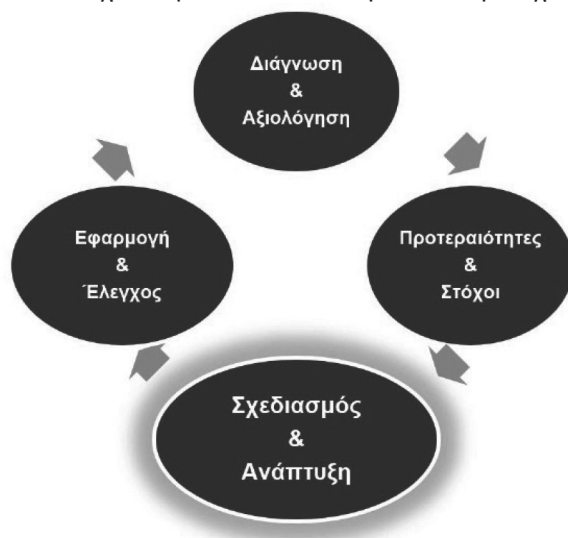 Διάγνωση
&
Αξιολόγηση
Εφαρμογή
&
Έλεγχος
Προτεραιότητες
&
Στόχοι
Σχεδιασμός
&
Ανάπτυξη